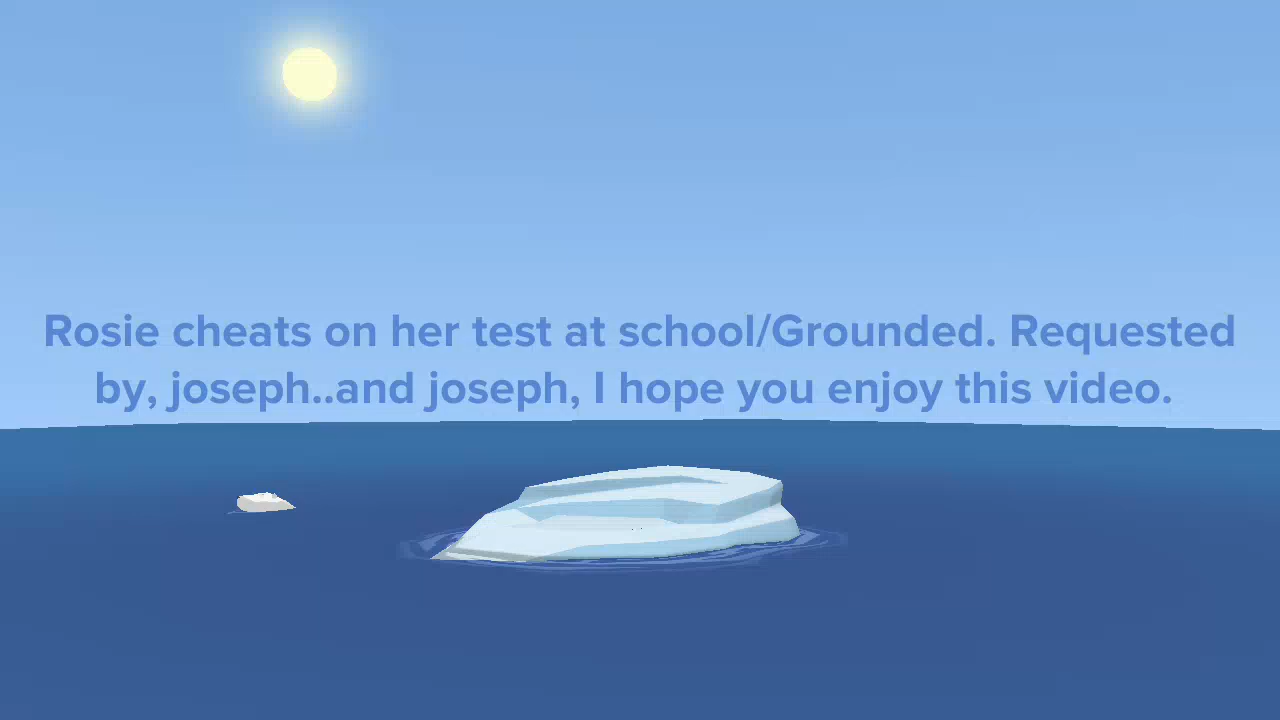 Rosie cheats on her test at school/Grounded. Requested
by, joseph..and joseph, I hope you enjoy this video.